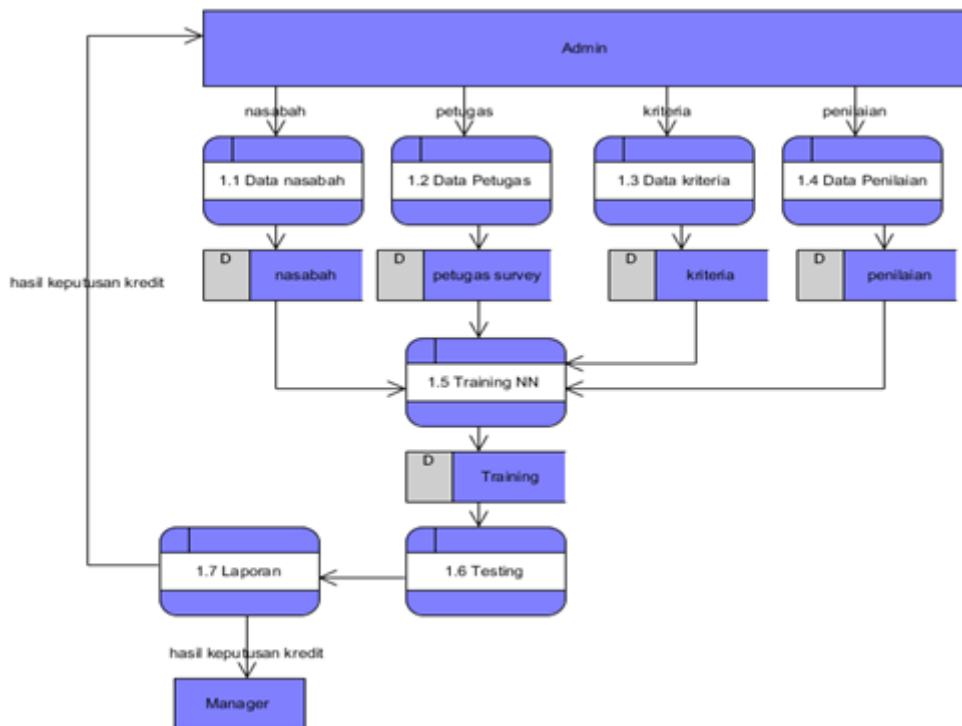 Admin
nasabah
petugas
kriteria
penilaian
1.1 Data nasabah
1.2 Data Petugas
1.3 Data kriteria
1.4 Data Penilaian
D
nasabah
D
petugas survey
D
kriteria
D
penilaian
hasil keputusan kredit
1.5 Training NN
D
Training
1.7 Laporan
1.6 Testing
hasil keputusan kredit
Manager